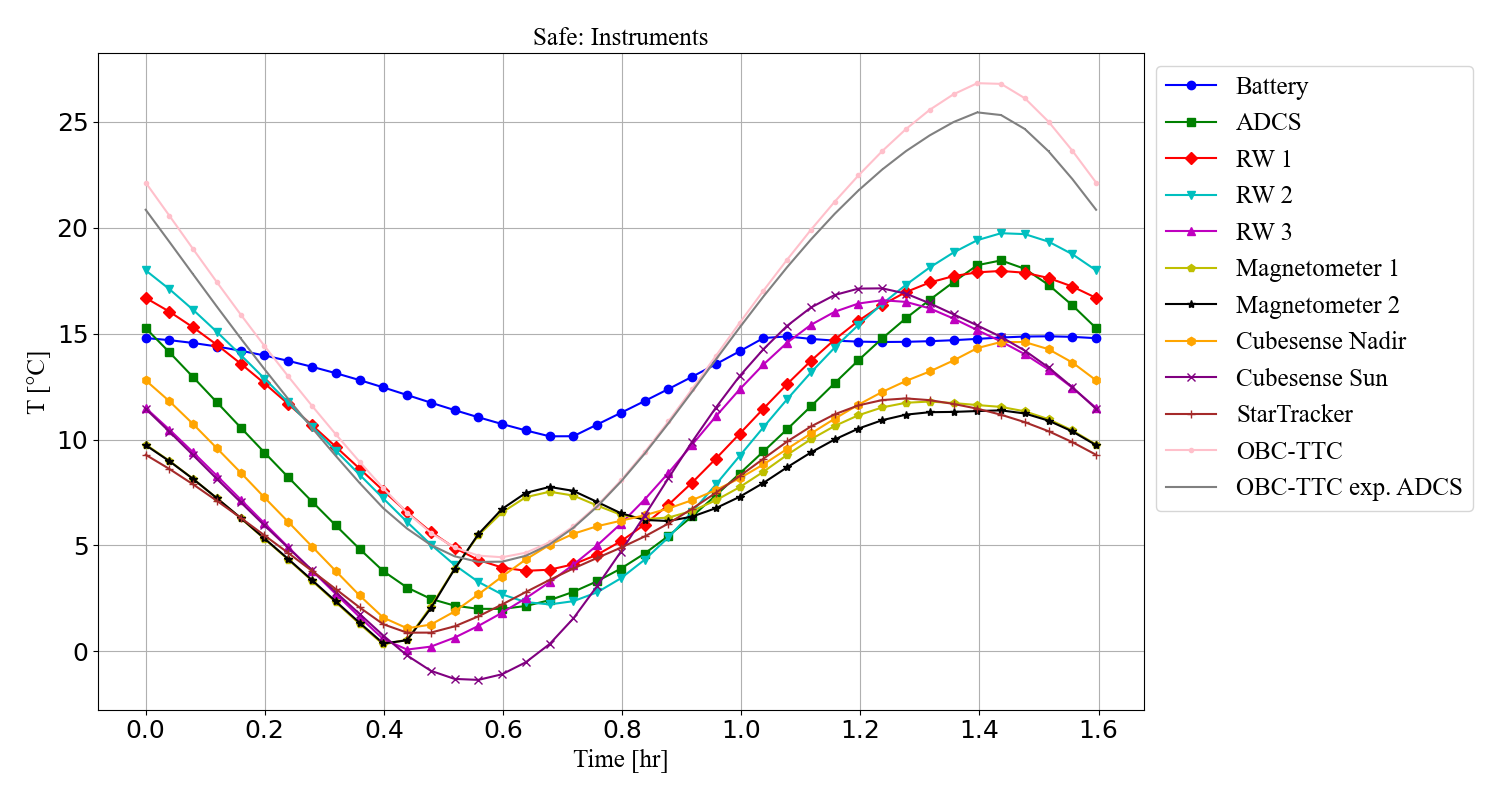 Safe: Instruments
T [°C]
25
20
15
10
5
0
0.0 0.2 0.4 0.6 0.8 1.0 1.2 1.4 1.6
Time [hr]
Battery
ADCS
RW 1
RW 2
RW 3
Magnetometer 1
Magnetometer 2
Cubesense Nadir
Cubesense Sun
StarTracker
OBC-TTC
OBC-TTC exp. ADCS